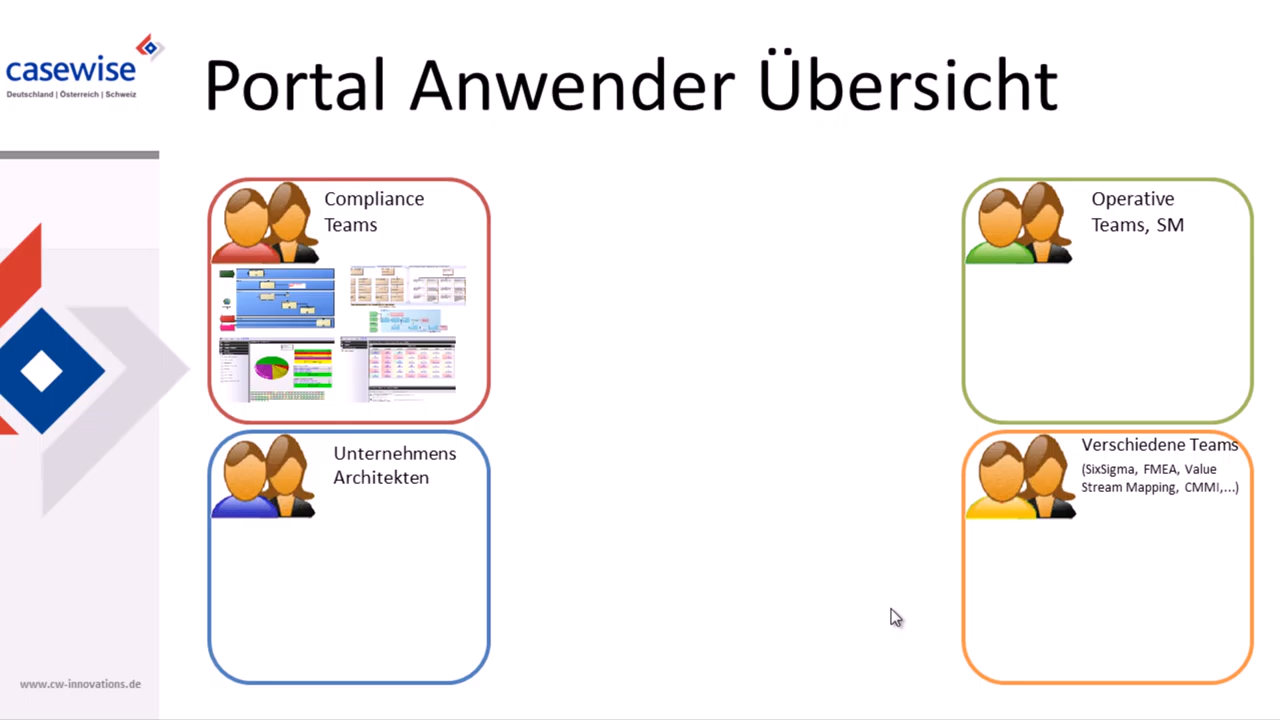 casewise
Deutschland | Österreich | Schweiz
Portal Anwender Übersicht
Compliance
Teams
Operative
Teams, SM
Unternehmens
Architekten
Verschiedene Teams
(SixSigma, FMEA, Value
Stream Mapping, CMMI,...)
www.cw-innovations.de